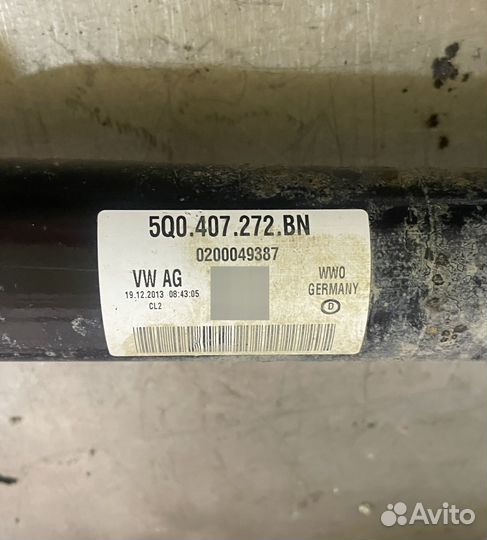 5Q0.407.272.BN
0200049387
VW AG
19.12.2013 08:43:05
CL2
WWO
GERMANY
D
Avito